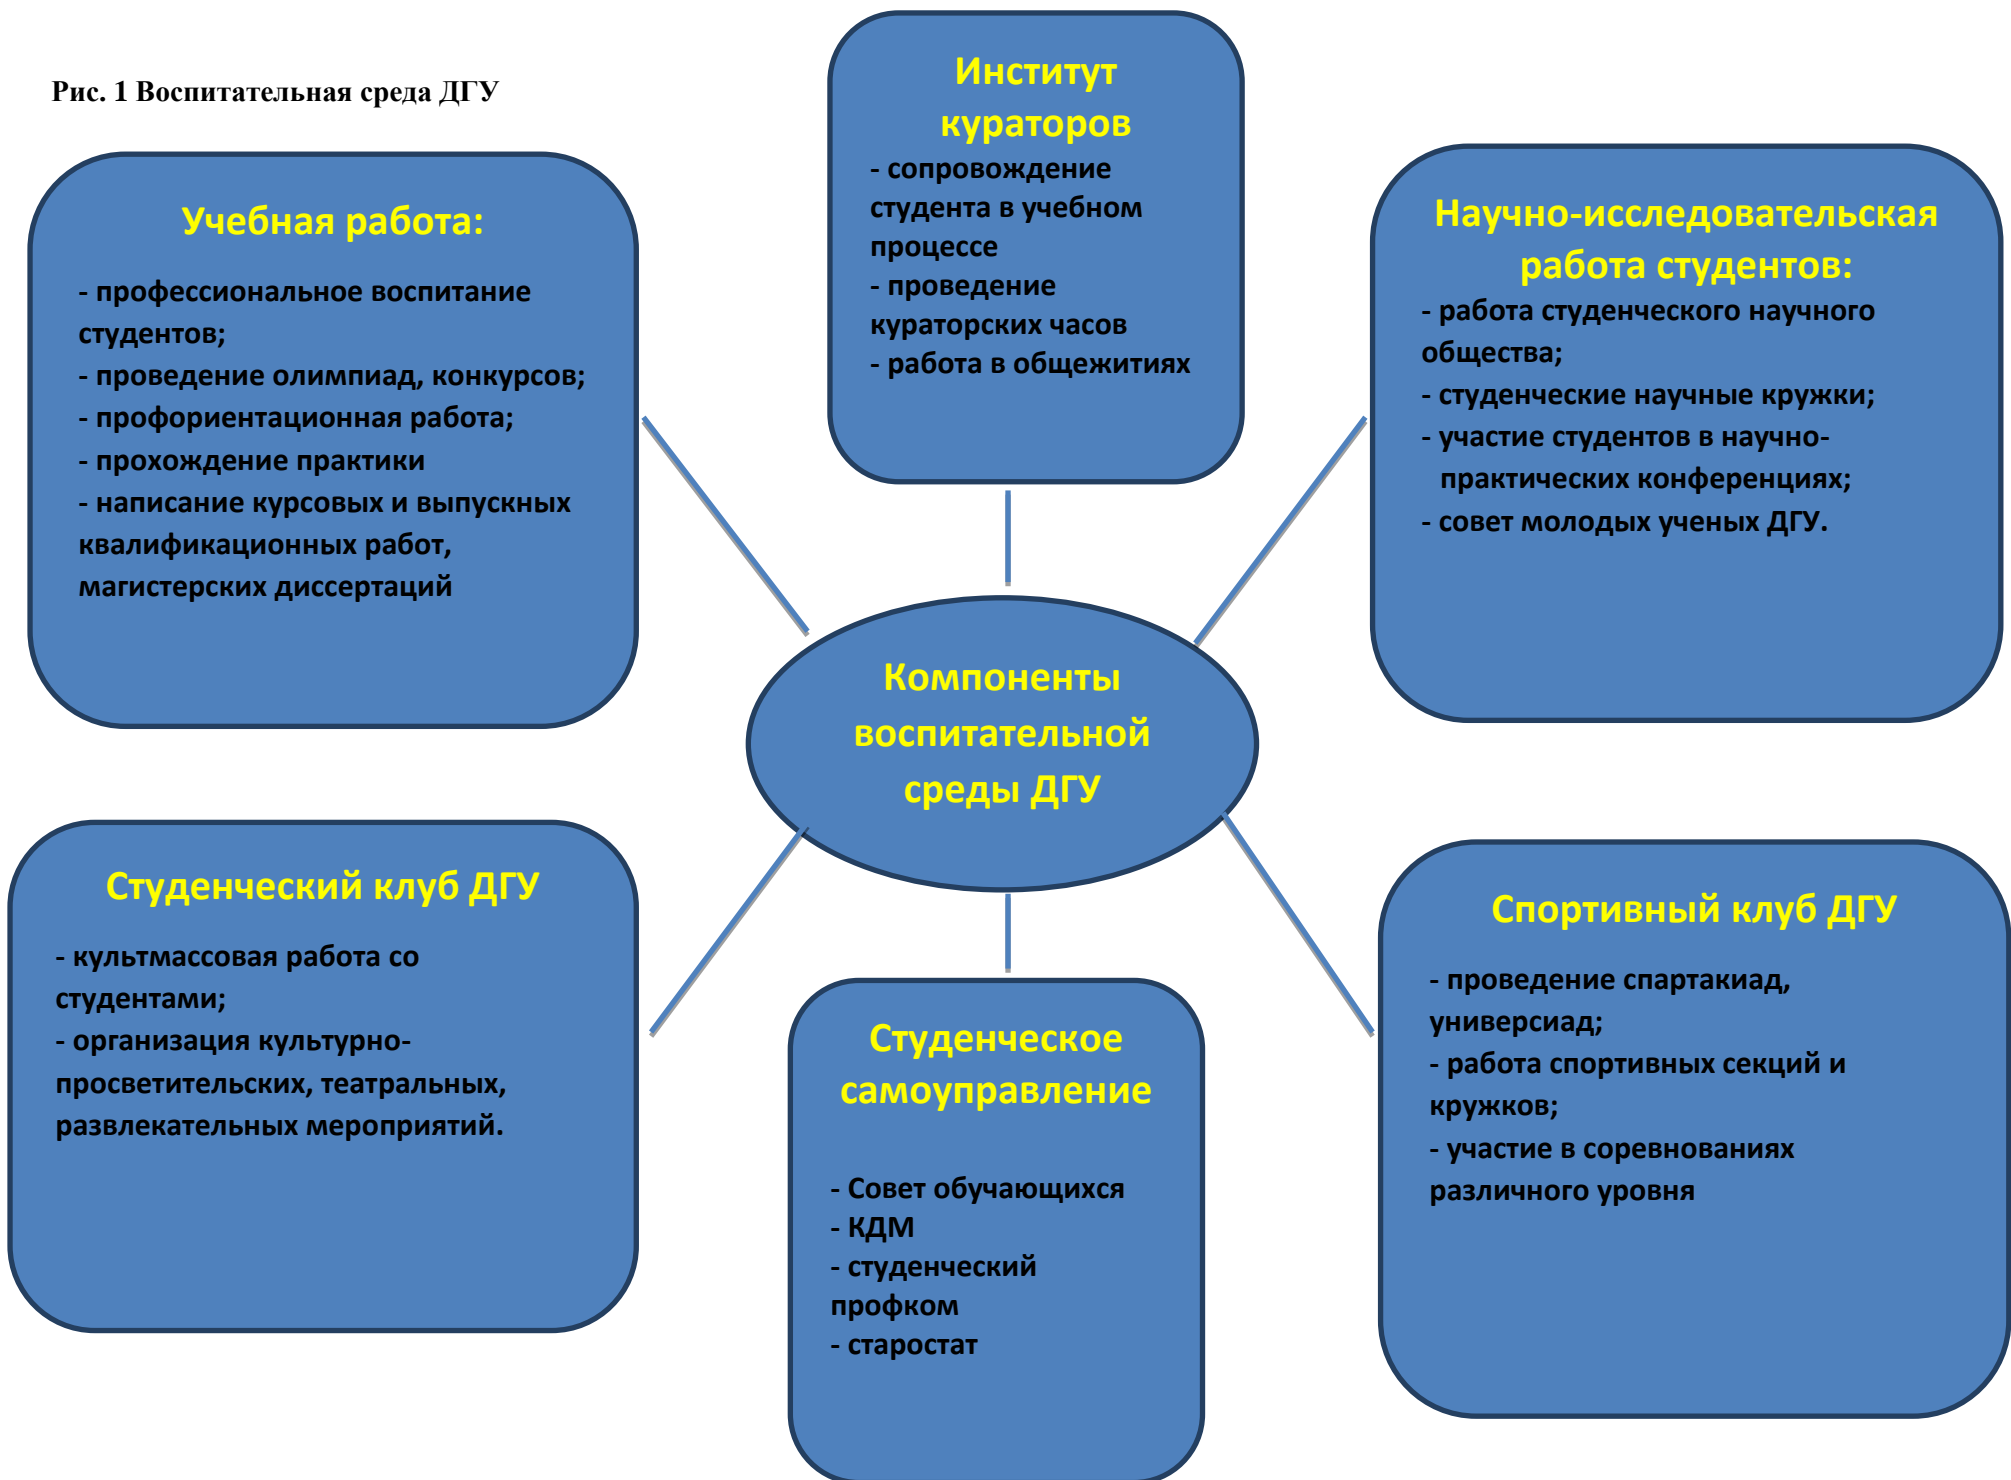 Рис. 1 Воспитательная среда ДГУ
Институт
кураторов
- сопровождение
студента в учебном
процессе
- проведение
кураторских часов
- работа в общежитиях
Учебная работа:
- профессиональное воспитание
студентов;
- проведение олимпиад, конкурсов;
- профориентационная работа;
- прохождение практики
- написание курсовых и выпускных
квалификационных работ,
магистерских диссертаций
Научно-исследовательская
работа студентов:
- работа студенческого научного
общества;
- студенческие научные кружки;
- участие студентов в научно-
практических конференциях;
- совет молодых ученых ДГУ.
Компоненты
воспитательной
среды ДГУ
Студенческий клуб ДГУ
- культмассовая работа со
студентами;
- организация культурно-
просветительских, театральных,
развлекательных мероприятий.
Студенческое
самоуправление
- Совет обучающихся
- КДМ
- студенческий
профком
- старостат
Спортивный клуб ДГУ
- проведение спартакиад,
универсиад;
- работа спортивных секций и
кружков;
- участие в соревнованиях
различного уровня